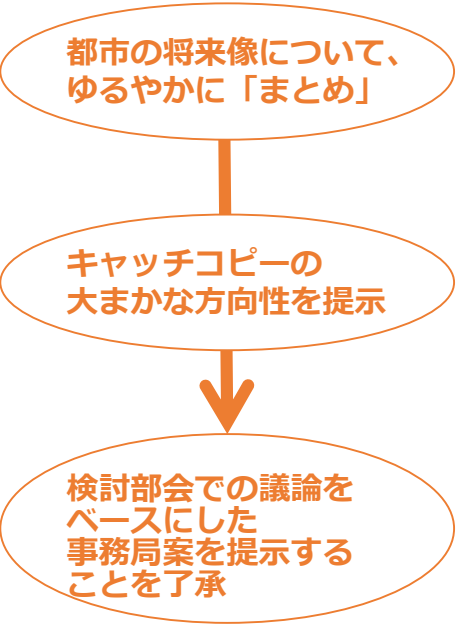 都市の将来像について、
ゆるやかに「まとめ」
キャッチコピーの
大まかな方向性を提示
検討部会での議論を
ベースにした
事務局案を提示する
ことを了承